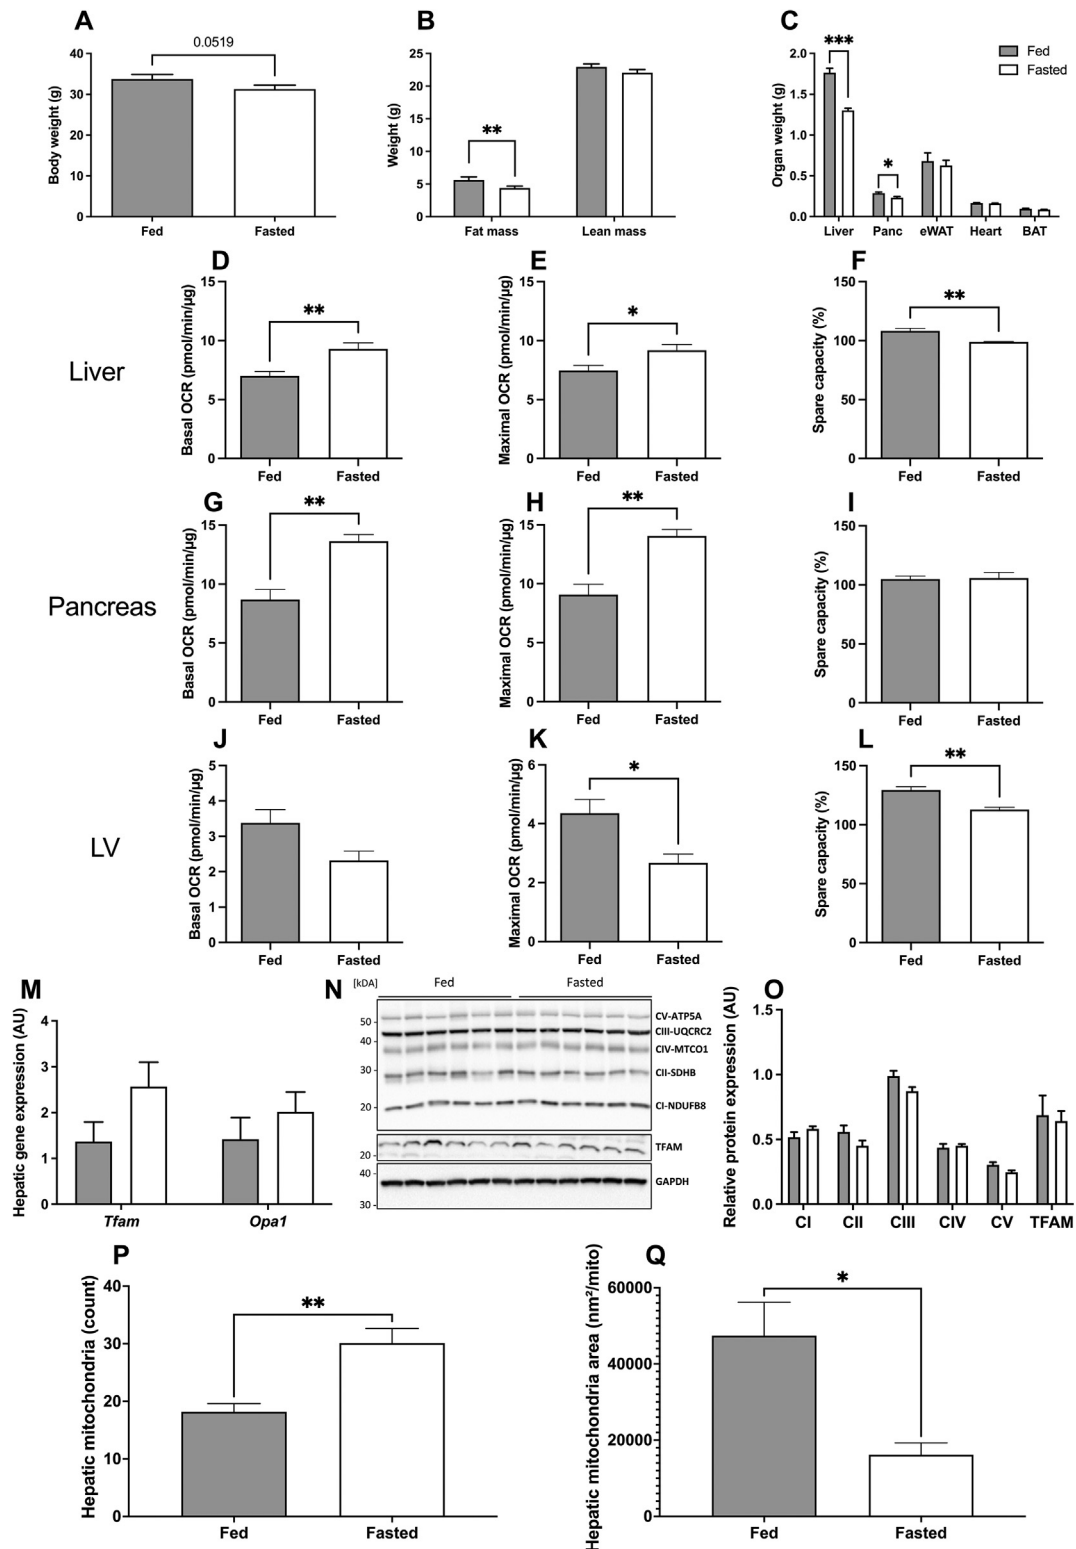 A
Body weight (g)
40
30
20
10
0
0.0519
Fed
Fasted
B
Weight (g)
25
20
15
10
5
0
**
Fat mass
Lean mass
C
Organ weight (g)
2.0
1.5
1.0
0.5
0.0
***
*
Liver
Panc
eWAT
Heart
BAT
Fed
Fasted
Liver
D
Basal OCR (pmol/min/µg)
15
10
5
0
**
Fed
Fasted
E
Maximal OCR (pmol/min/µg)
15
10
5
0
*
Fed
Fasted
F
Spare capacity (%)
150
100
50
0
**
Fed
Fasted
Pancreas
G
Basal OCR (pmol/min/µg)
15
10
5
0
**
Fed
Fasted
H
Maximal OCR (pmol/min/µg)
15
10
5
0
**
Fed
Fasted
I
Spare capacity (%)
150
100
50
0
Fed
Fasted
LV
J
Basal OCR (pmol/min/µg)
5
4
3
2
1
0
Fed
Fasted
K
Maximal OCR (pmol/min/µg)
6
4
2
0
*
Fed
Fasted
L
Spare capacity (%)
150
100
50
0
**
Fed
Fasted
M
Hepatic gene expression (AU)
4
3
2
1
0
Tfam
Opa1
N
[kDA]
Fed
Fasted
50
40
30
20
20
40
30
CV-ATP5A
CIII-UQCRC2
CIV-MTCO1
CII-SDHB
CI-NDUFB8
TFAM
GAPDH
O
Relative protein expression (AU)
1.5
1.0
0.5
0.0
CI
CII
CIII
CIV
CV
TFAM
P
Hepatic mitochondria (count)
40
30
20
10
0
**
Fed
Fasted
Q
Hepatic mitochondria area (nm²/mito)
60000
40000
20000
0
*
Fed
Fasted